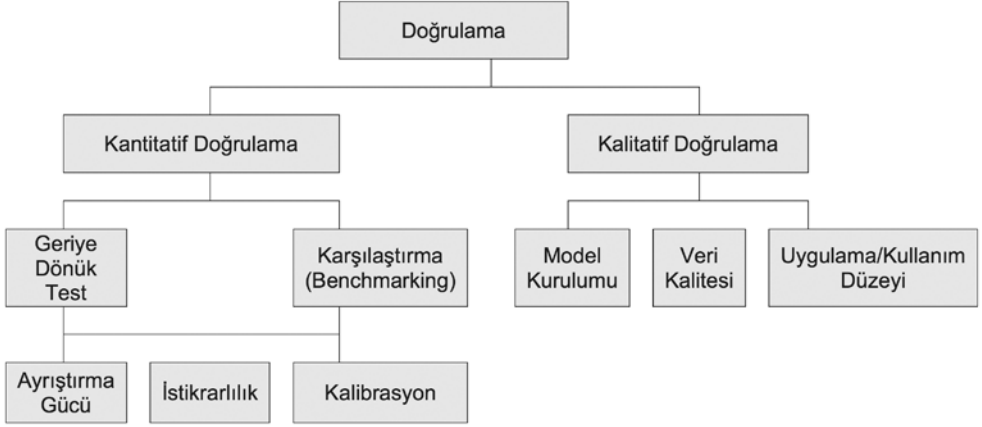 Doğrulama
Kantitatif Doğrulama
Kalitatif Doğrulama
Geriye
Dönük
Test
Karşılaştırma
(Benchmarking)
Model
Kurulumu
Veri
Kalitesi
Uygulama/Kullanım
Düzeyi
Ayrıştırma
Gücü
İstikrarlılık
Kalibrasyon